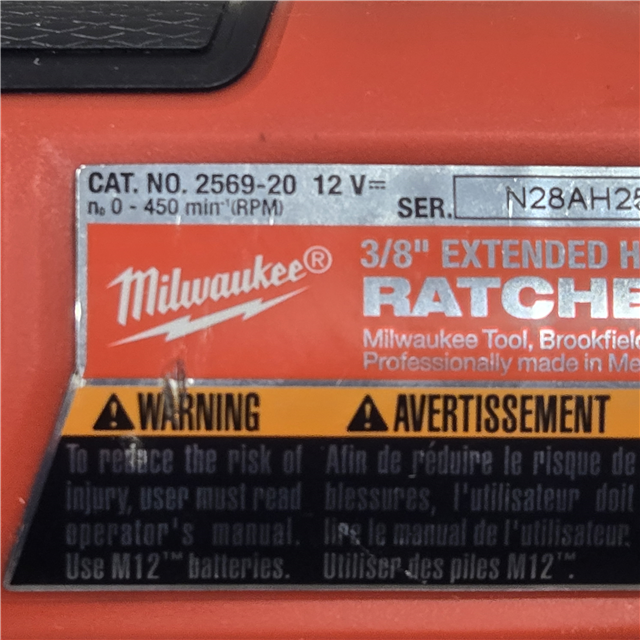 CAT. NO. 2569-20 12 V⎓
n₀ 0 - 450 min⁻¹(RPM)
SER. N28AH25
Milwaukee®
3/8" EXTENDED
RATCHE
Milwaukee Tool, Brookfield
Professionally made in Me
WARNING
To reduce the risk of
injury, user must read
operator's manual.
Use M12™ batteries.
AVERTISSEMENT
Afin de réduire le risque de
blessures, l'utilisateur doit
lire le manual de l'utilisateur.
Utiliser des piles M12™.